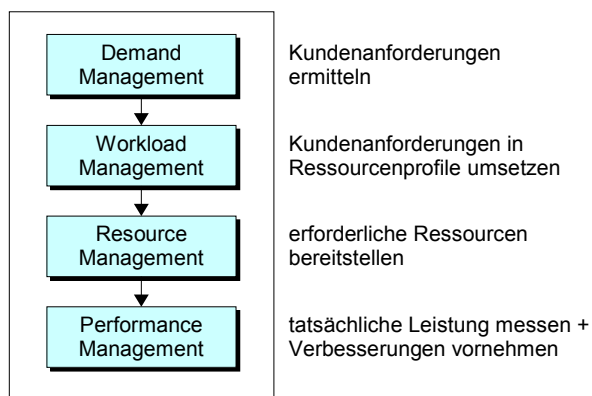 Demand
Management
Kundenanforderungen
ermitteln
Workload
Management
Kundenanforderungen in
Ressourcenprofile umsetzen
Resource
Management
erforderliche Ressourcen
bereitstellen
Performance
Management
tatsächliche Leistung messen +
Verbesserungen vornehmen